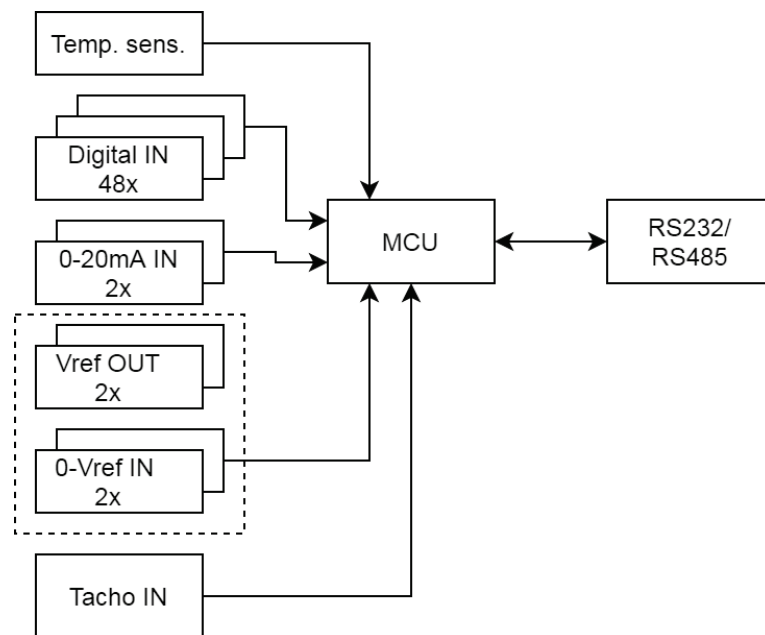 Temp. sens.
Digital IN
48x
0-20mA IN
2x
MCU
RS232/
RS485
Vref OUT
2x
0-Vref IN
2x
Tacho IN